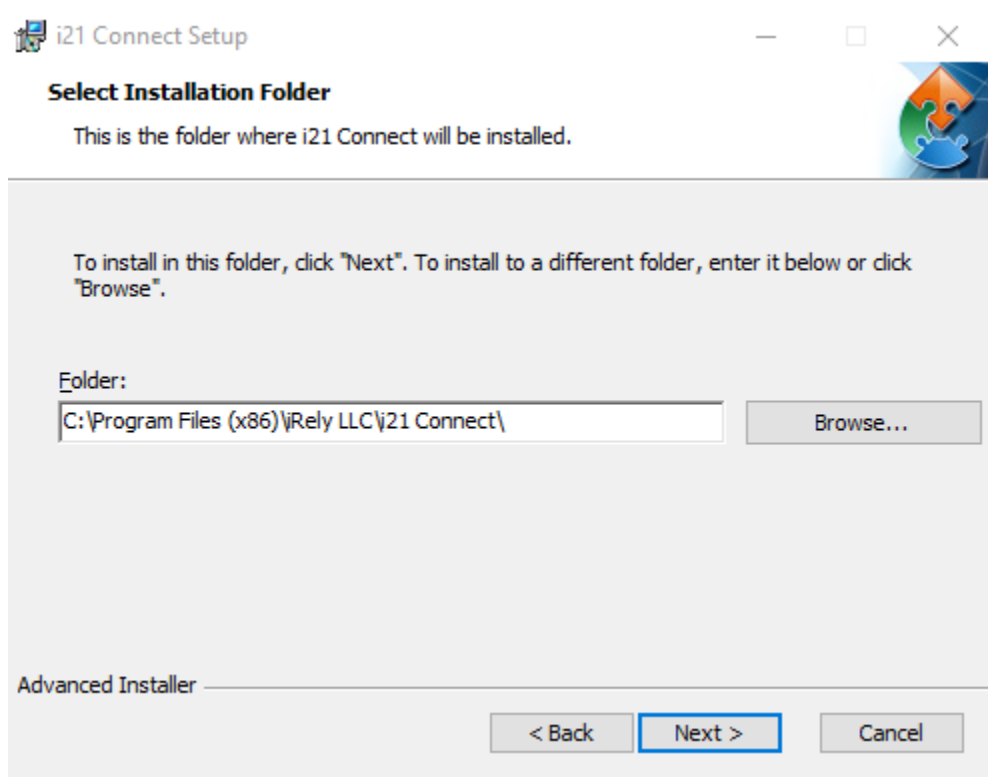 i21 Connect Setup
Select Installation Folder
This is the folder where i21 Connect will be installed.
To install in this folder, click "Next". To install to a different folder, enter it below or click
"Browse".
Folder:
C:\Program Files (x86)\iRely LLC\i21 Connect\
Browse...
Advanced Installer
< Back
Next >
Cancel